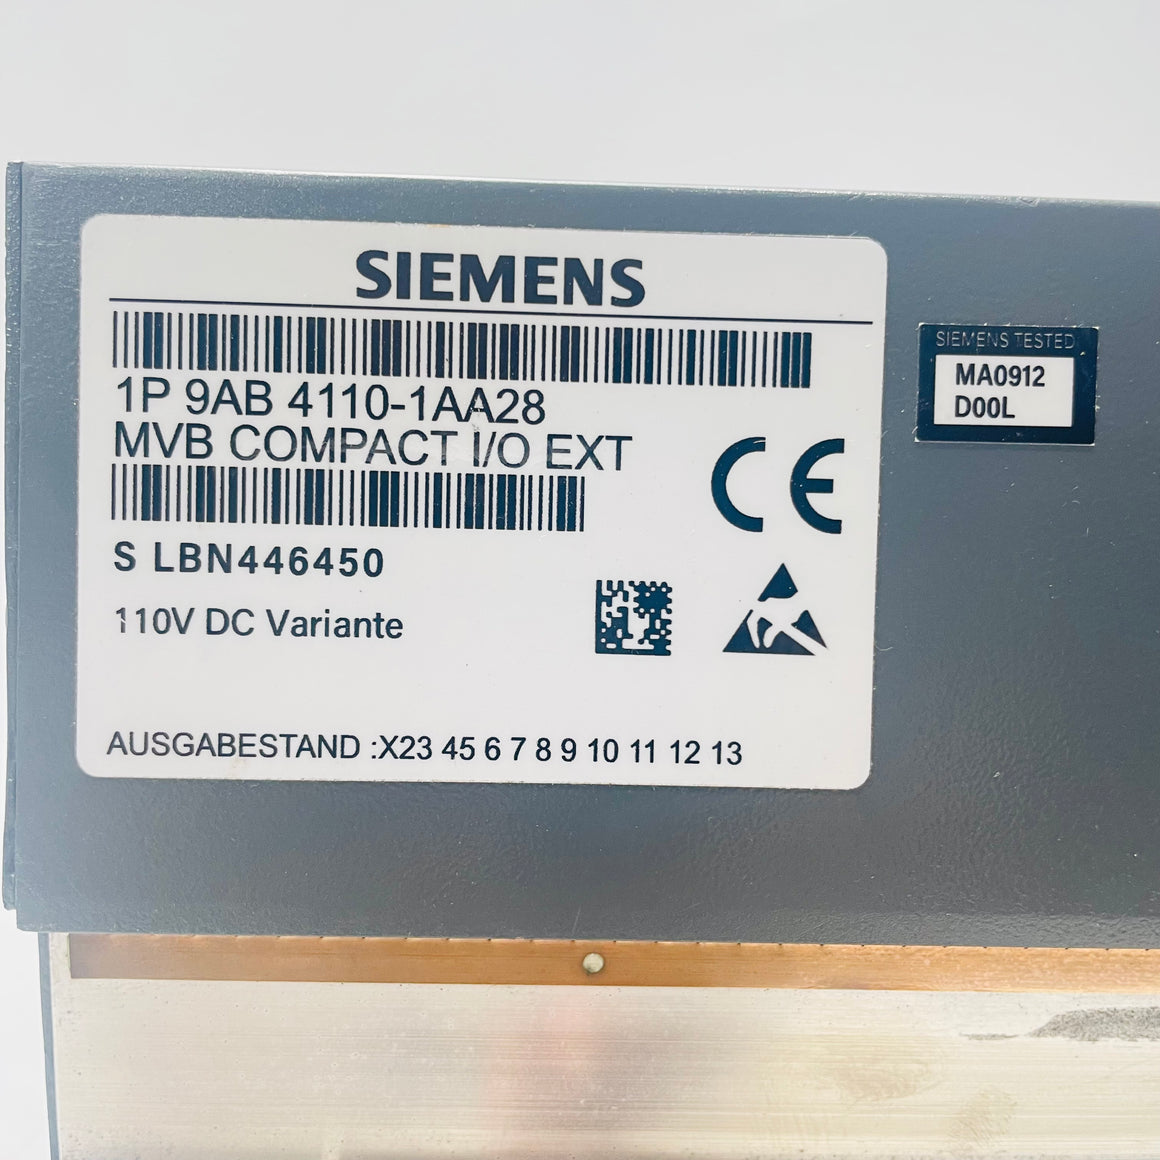 SIEMENS
1P 9AB 4110-1AA28
MVB COMPACT I/O EXT
S LBN446450
110V DC Variante
AUSGABESTAND :X23 45 6 7 8 9 10 11 12 13
SIEMENS TESTED
MA0912
D00L